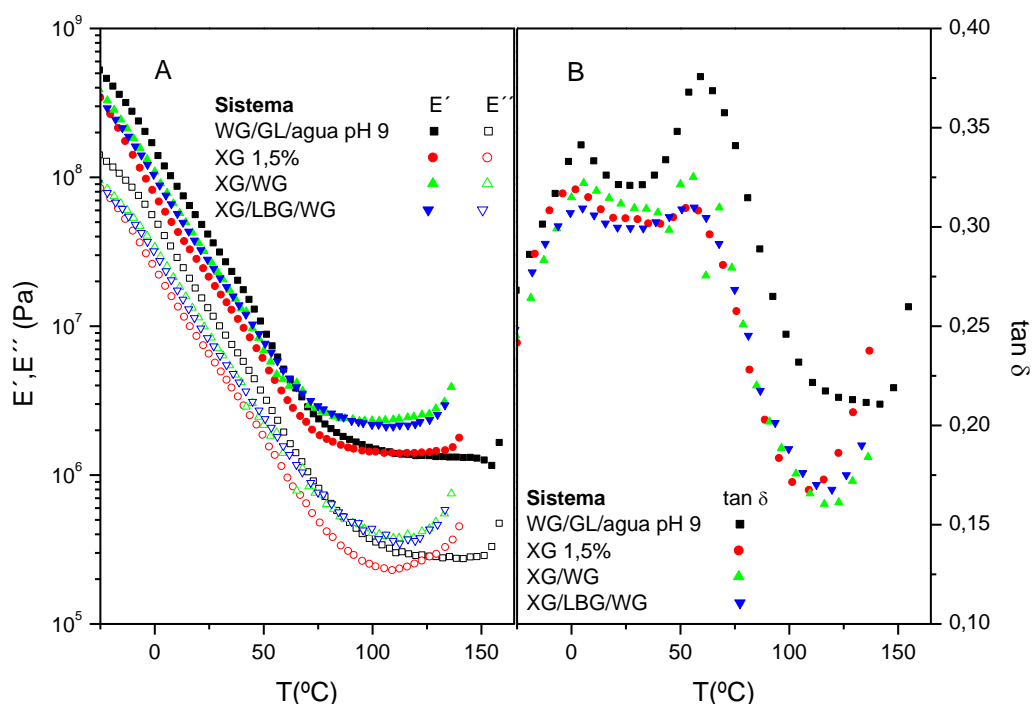 A
Sistema E´ E´´
WG/GL/agua pH 9
XG 1,5%
XG/WG
XG/LBG/WG
10⁹
10⁸
10⁷
10⁶
10⁵
E´,E´´ (Pa)
0 50 100 150
T(ºC)
B
Sistema tan δ
WG/GL/agua pH 9
XG 1,5%
XG/WG
XG/LBG/WG
0,40
0,35
0,30
0,25
0,20
0,15
0,10
tan δ
0 50 100 150
T(ºC)